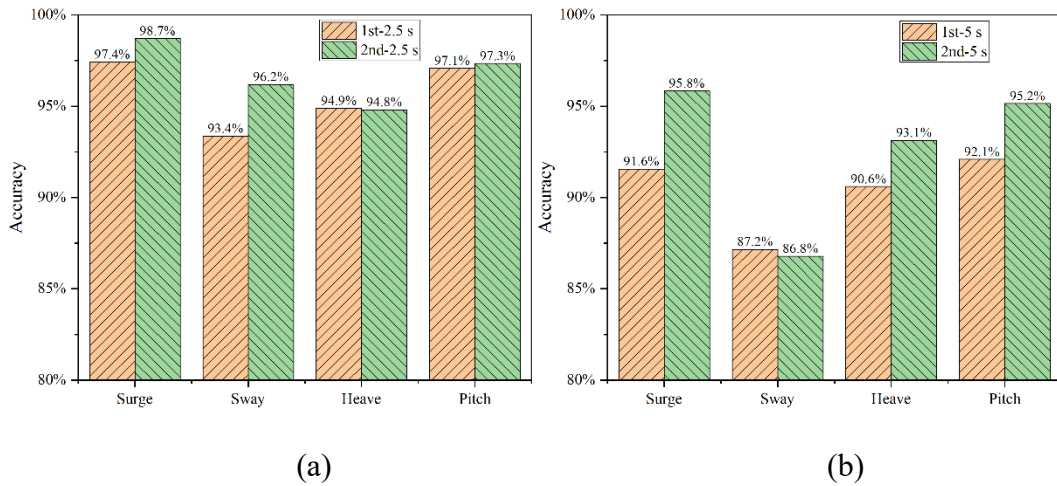 100%
95%
90%
85%
80%
Accuracy
1st-2.5 s
2nd-2.5 s
97.4%
98.7%
93.4%
96.2%
94.9%
94.8%
97.1%
97.3%
Surge
Sway
Heave
Pitch
(a)
100%
95%
90%
85%
80%
Accuracy
1st-5 s
2nd-5 s
91.6%
95.8%
87.2%
86.8%
90.6%
93.1%
92.1%
95.2%
Surge
Sway
Heave
Pitch
(b)